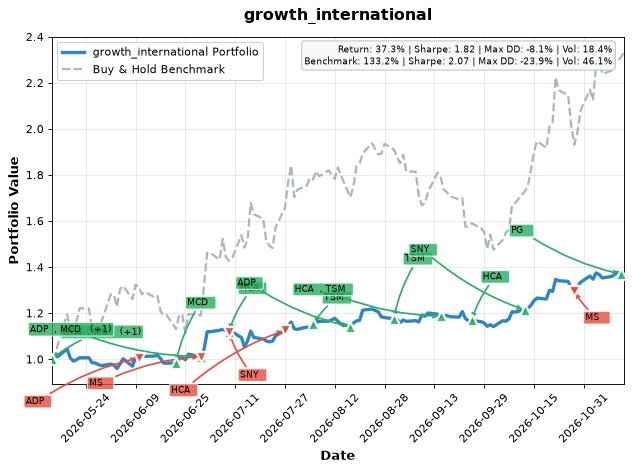 growth_international
growth_international Portfolio
Buy & Hold Benchmark
Return: 37.3% | Sharpe: 1.82 | Max DD: -8.1% | Vol: 18.4%
Benchmark: 133.2% | Sharpe: 2.07 | Max DD: -23.9% | Vol: 46.1%
Portfolio Value
2.4
2.2
2.0
1.8
1.6
1.4
1.2
1.0
PG
SNY
TSM
HCA
ADP
HCA , TSM
TSM
MCD
ADP , MCD (+1)
(+1)
MS
SNY
MS
HCA
ADP
2026-05-24
2026-06-09
2026-06-25
2026-07-11
2026-07-27
2026-08-12
2026-08-28
2026-09-13
2026-09-29
2026-10-15
2026-10-31
Date